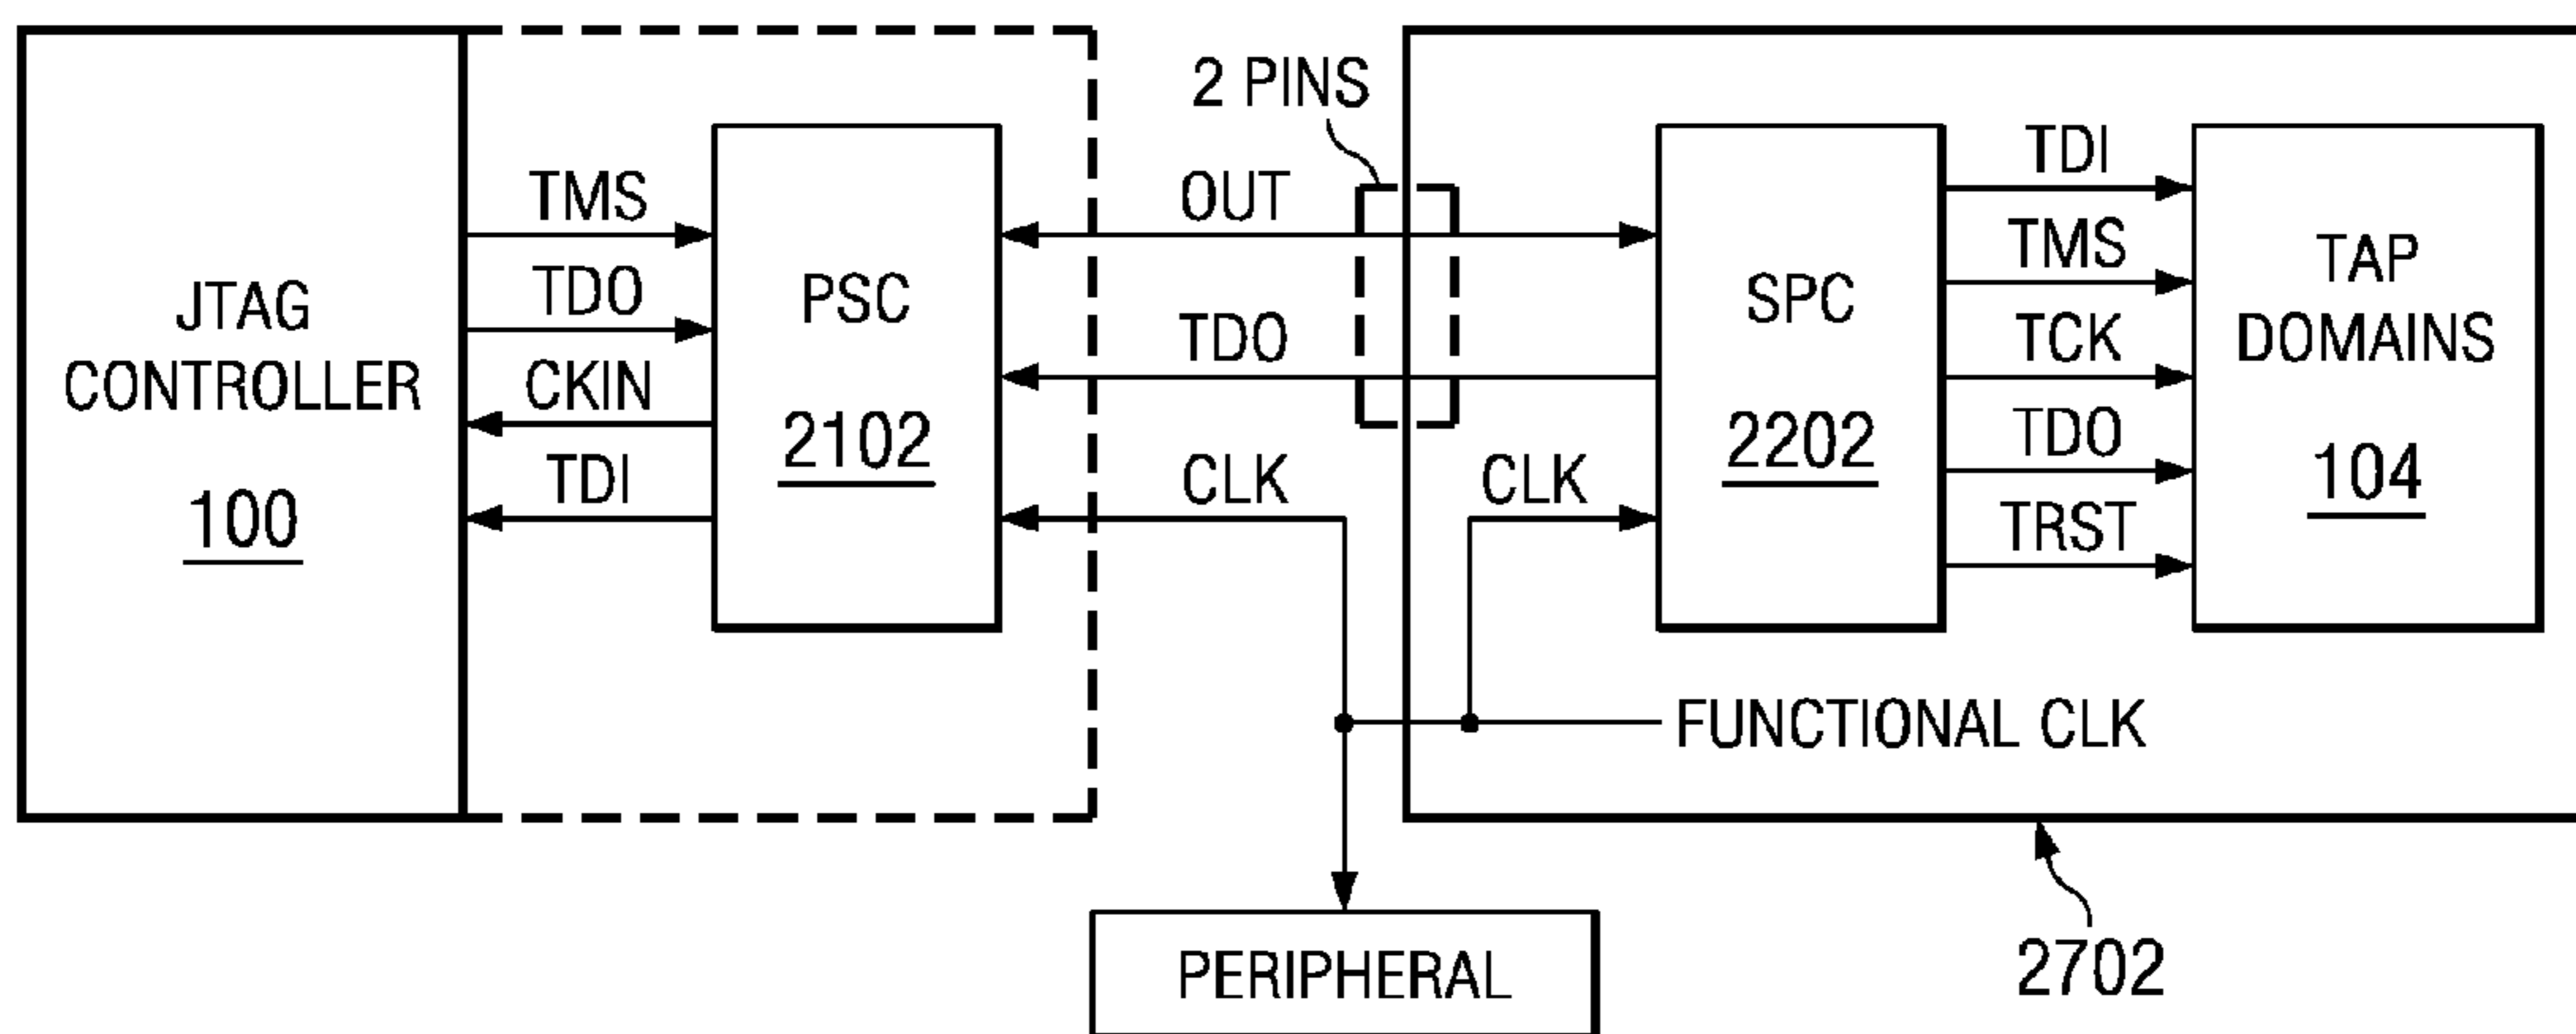 JTAG
CONTROLLER
100
TMS
TDO
CKIN
TDI
PSC
2102
2 PINS
OUT
TDO
CLK
CLK
SPC
2202
TDI
TMS
TCK
TDO
TRST
TAP
DOMAINS
104
FUNCTIONAL CLK
PERIPHERAL
2702